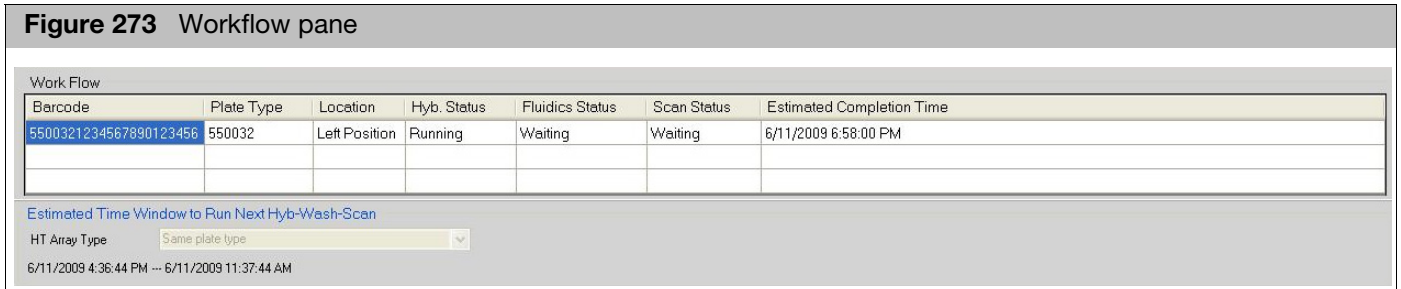 Figure 273 Workflow pane
Work Flow
Barcode Plate Type Location Hyb. Status Fluidics Status Scan Status Estimated Completion Time
5500321234567890123456 550032 Left Position Running Waiting Waiting 6/11/2009 6:58:00 PM
Estimated Time Window to Run Next Hyb-Wash-Scan
HT Array Type Same plate type
6/11/2009 4:36:44 PM --- 6/11/2009 11:37:44 AM